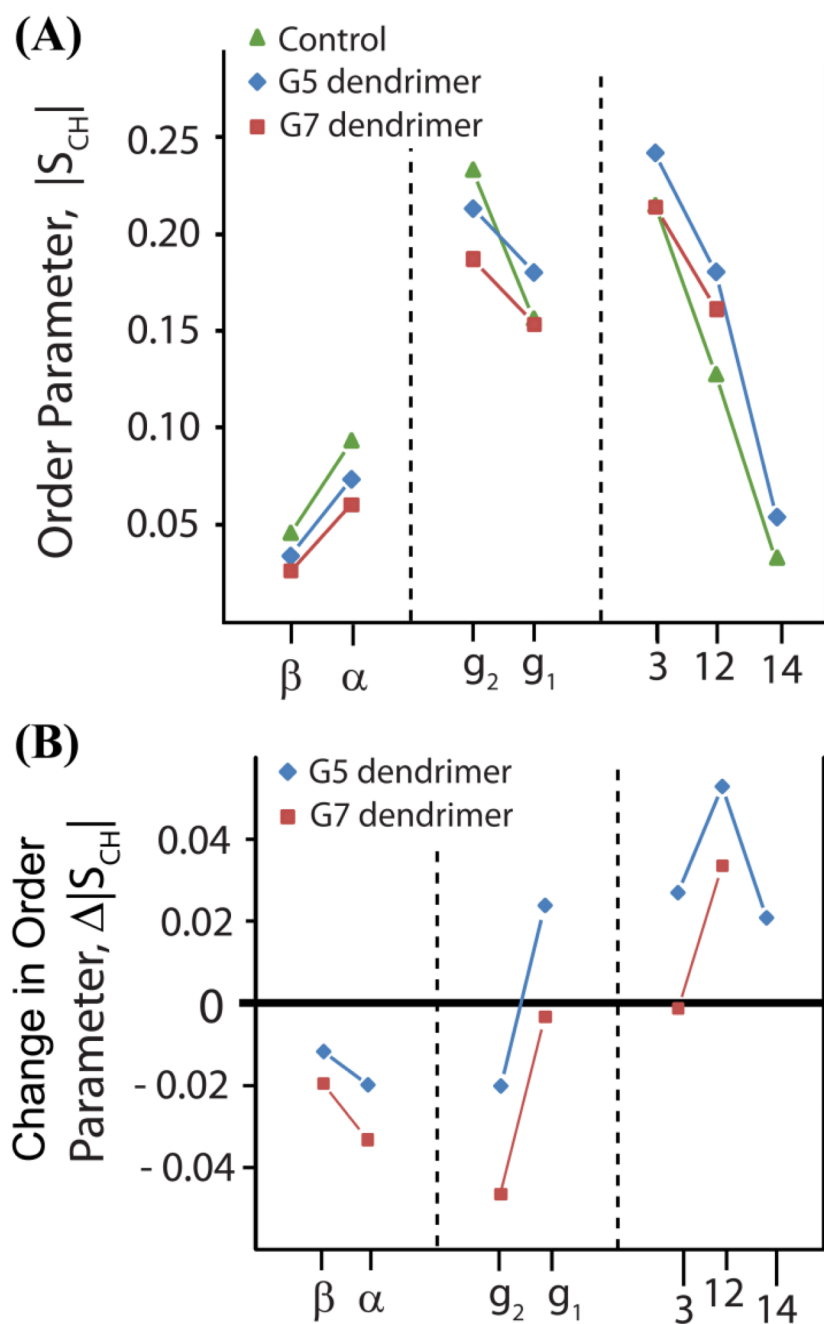 (A)
Control
G5 dendrimer
G7 dendrimer
Order Parameter, |S_CH|
0.25
0.20
0.15
0.10
0.05
β α g₂ g₁ 3 12 14
(B)
G5 dendrimer
G7 dendrimer
Change in Order
Parameter, Δ|S_CH|
0.04
0.02
0
- 0.02
- 0.04
β α g₂ g₁ 3 12 14